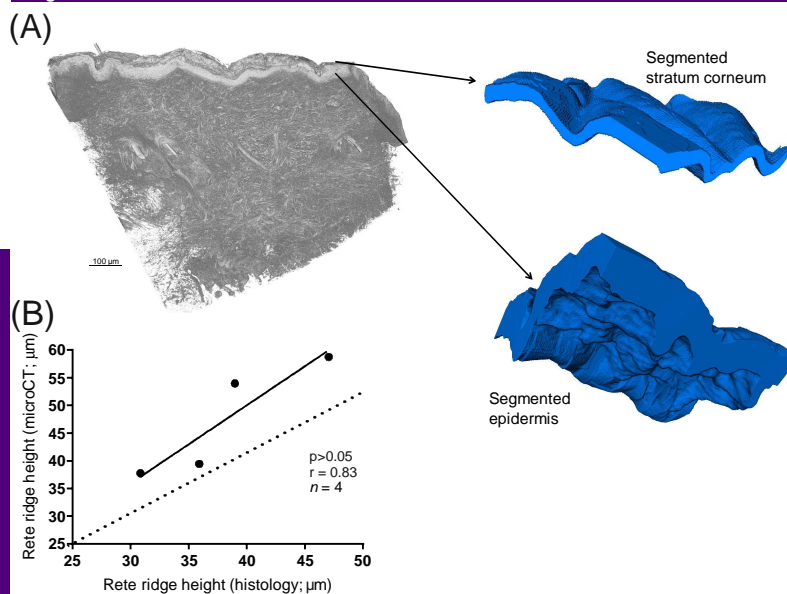 (A)
Segmented
stratum corneum
100 µm
Segmented
epidermis
(B)
Rete ridge height (microCT; µm)
60
55
50
45
40
35
30
25
p>0.05
r = 0.83
n = 4
25
30
35
40
45
50
Rete ridge height (histology; µm)